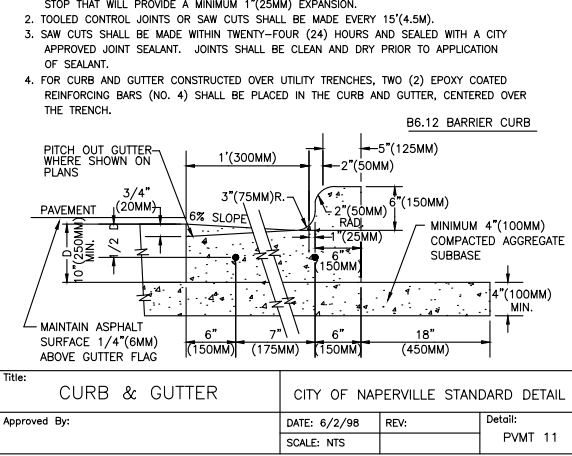 STOP THAT WILL PROVIDE A MINIMUM 1"(25MM) EXPANSION.
2. TOOLED CONTROL JOINTS OR SAW CUTS SHALL BE MADE EVERY 15'(4.5M).
3. SAW CUTS SHALL BE MADE WITHIN TWENTY-FOUR (24) HOURS AND SEALED WITH A CITY
APPROVED JOINT SEALANT. JOINTS SHALL BE CLEAN AND DRY PRIOR TO APPLICATION
OF SEALANT.
4. FOR CURB AND GUTTER CONSTRUCTED OVER UTILITY TRENCHES, TWO (2) EPOXY COATED
REINFORCING BARS (NO. 4) SHALL BE PLACED IN THE CURB AND GUTTER, CENTERED OVER
THE TRENCH.
B6.12 BARRIER CURB
PITCH OUT GUTTER
WHERE SHOWN ON
PLANS
1'(300MM)
5"(125MM)
2"(50MM)
3/4"
(20MM)
3"(75MM)R.
2"(50MM)
RAD.
6"(150MM)
PAVEMENT
6% SLOPE
1"(25MM)
MINIMUM 4"(100MM)
COMPACTED AGGREGATE
SUBBASE
D
10"(250MM)
MIN.
1/2 D
6"
(150MM)
4"(100MM)
MIN.
MAINTAIN ASPHALT
SURFACE 1/4"(6MM)
ABOVE GUTTER FLAG
6"
(150MM)
7"
(175MM)
6"
(150MM)
18"
(450MM)
Title:
CURB & GUTTER
CITY OF NAPERVILLE STANDARD DETAIL
Approved By:
DATE: 6/2/98
REV:
Detail:
PVMT 11
SCALE: NTS